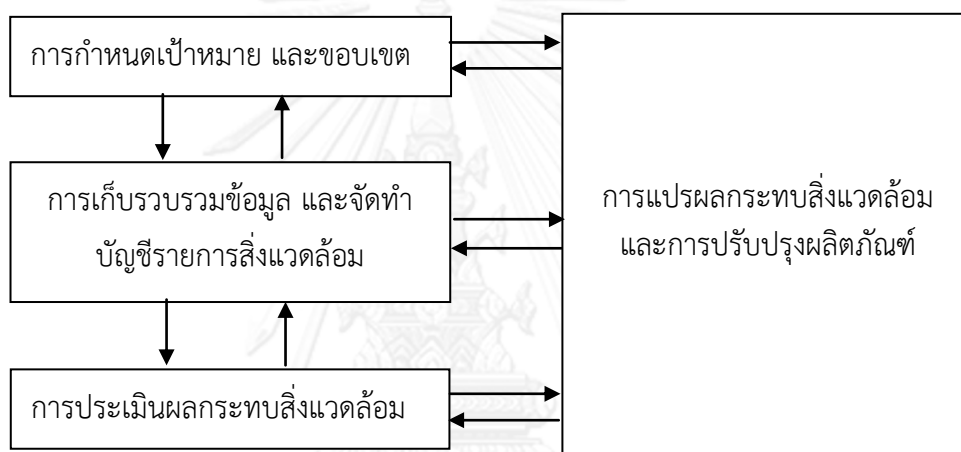 การกำหนดเป้าหมาย และขอบเขต
การเก็บรวบรวมข้อมูล และจัดทำ
บัญชีรายการสิ่งแวดล้อม
การประเมินผลกระทบสิ่งแวดล้อม
การแปรผลกระทบสิ่งแวดล้อม
และการปรับปรุงผลิตภัณฑ์